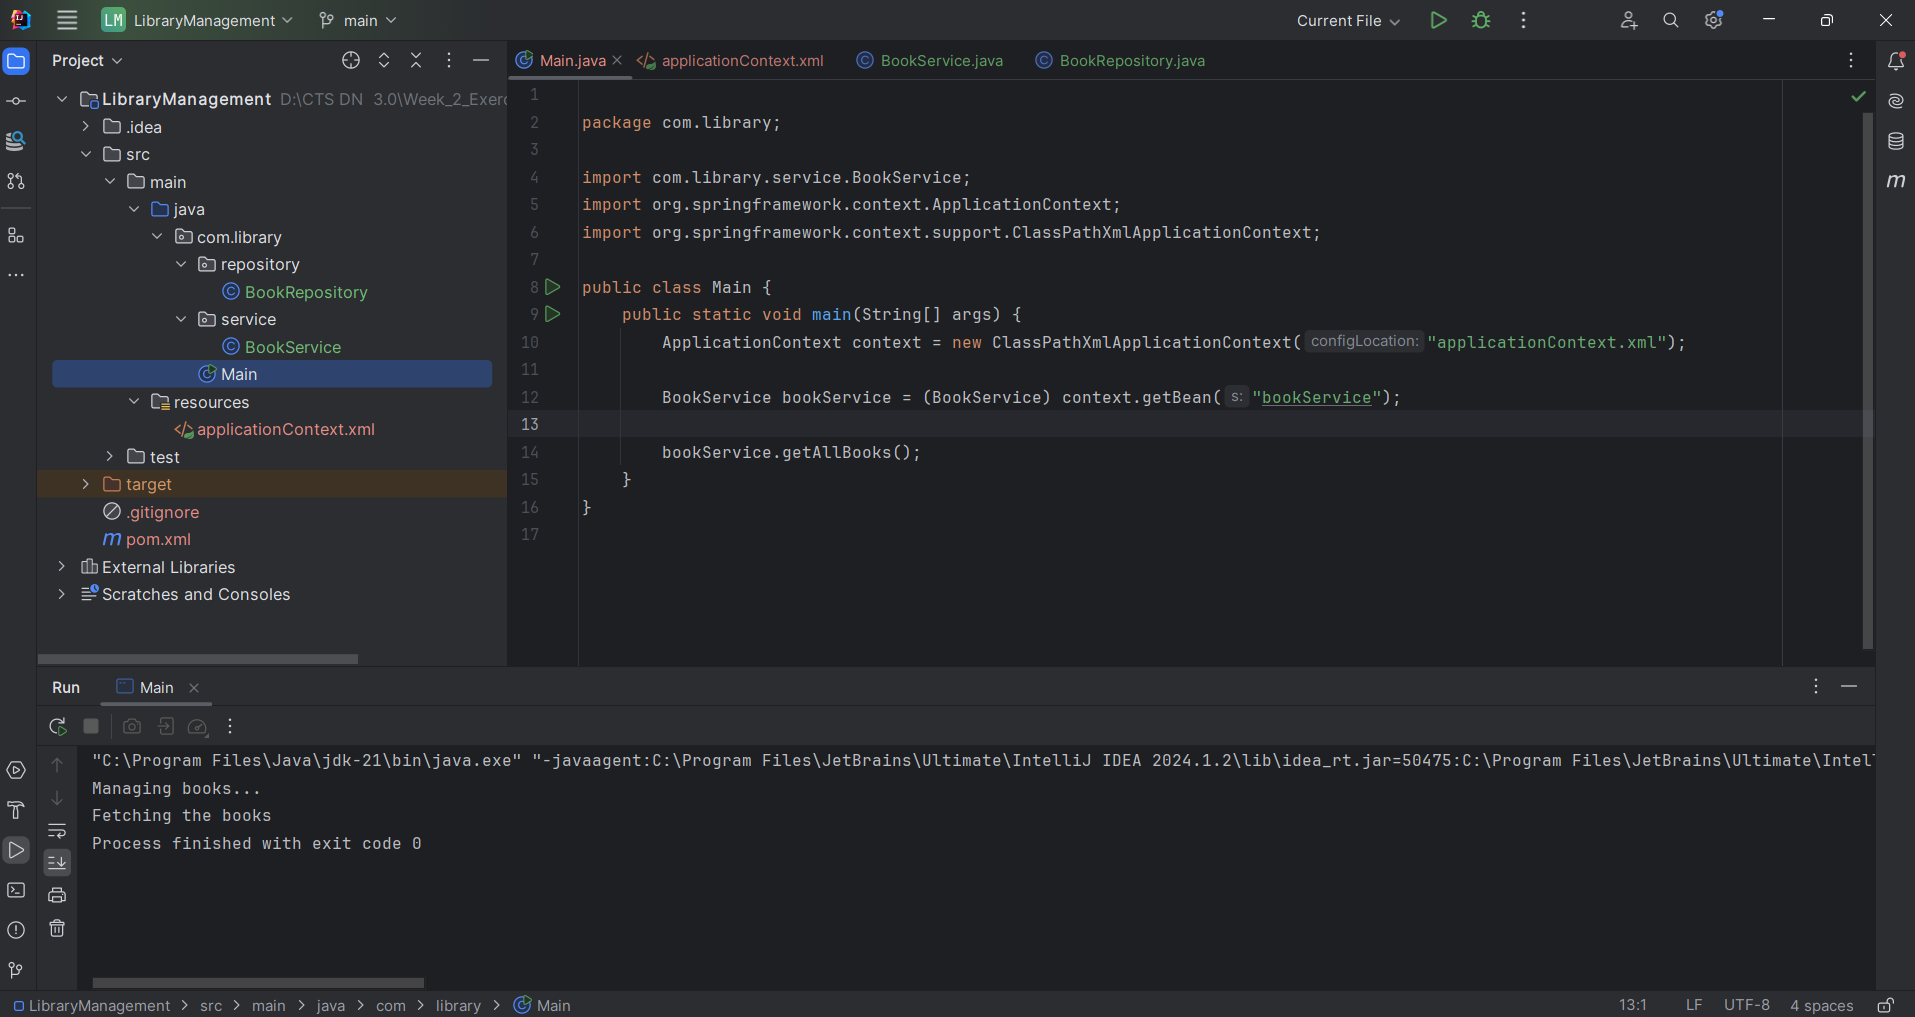 LM LibraryManagement main Current File
Project
Main.java applicationContext.xml BookService.java BookRepository.java
LibraryManagement D:\CTS DN 3.0\Week_2_Exerc
.idea
src
main
java
com.library
repository
BookRepository
service
BookService
Main
resources
applicationContext.xml
test
target
.gitignore
m pom.xml
External Libraries
Scratches and Consoles
1
2 package com.library;
3
4 import com.library.service.BookService;
5 import org.springframework.context.ApplicationContext;
6 import org.springframework.context.support.ClassPathXmlApplicationContext;
7
8 public class Main {
9 public static void main(String[] args) {
10 ApplicationContext context = new ClassPathXmlApplicationContext( configLocation: "applicationContext.xml");
11
12 BookService bookService = (BookService) context.getBean( s: "bookService");
13
14 bookService.getAllBooks();
15 }
16 }
17
m
Run Main
"C:\Program Files\Java\jdk-21\bin\java.exe" "-javaagent:C:\Program Files\JetBrains\Ultimate\IntelliJ IDEA 2024.1.2\lib\idea_rt.jar=50475:C:\Program Files\JetBrains\Ultimate\Intel
Managing books...
Fetching the books
Process finished with exit code 0
LibraryManagement > src > main > java > com > library > Main 13:1 LF UTF-8 4 spaces